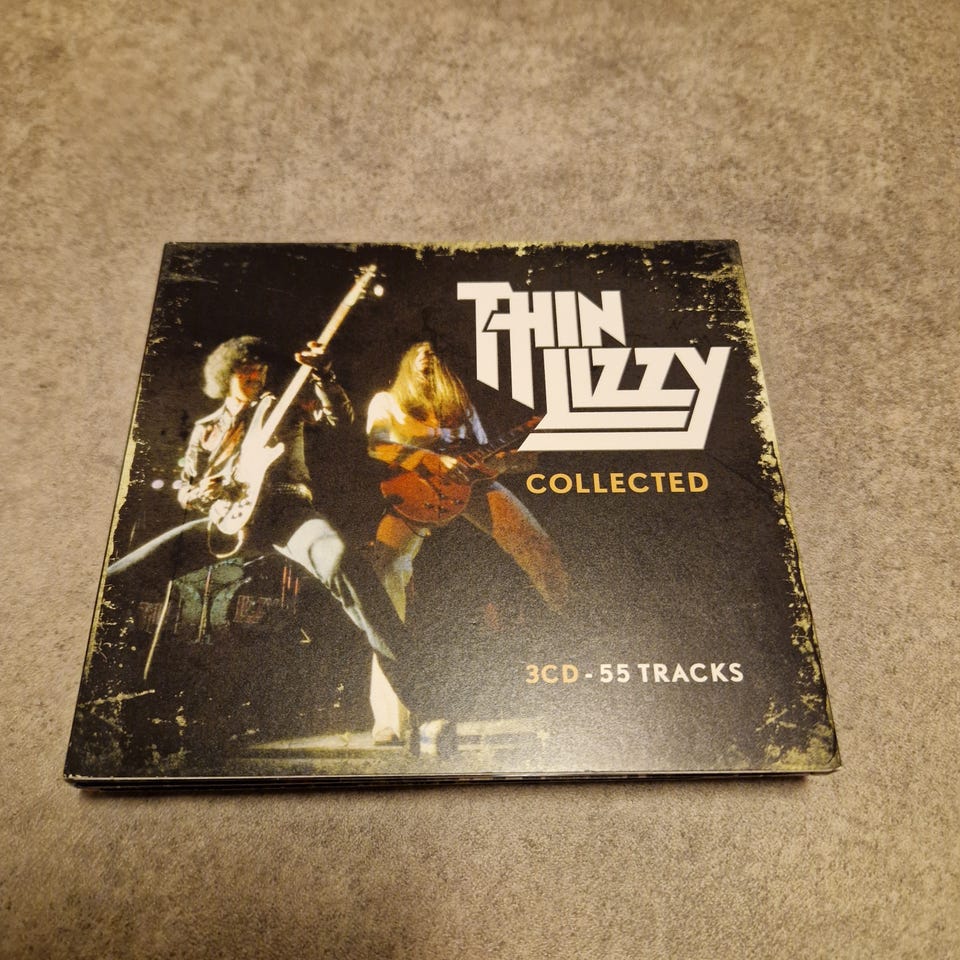 THIN
LIZZY
COLLECTED
3CD - 55 TRACKS